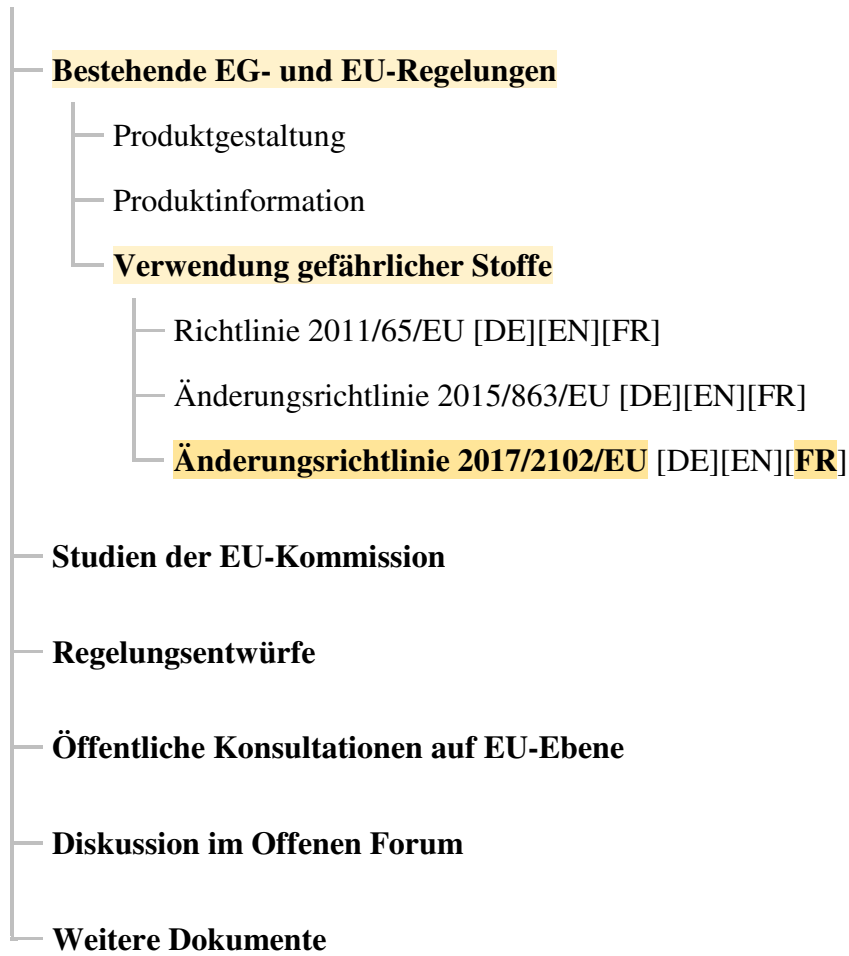 Bestehende EG- und EU-Regelungen
Produktgestaltung
Produktinformation
Verwendung gefährlicher Stoffe
Richtlinie 2011/65/EU [DE][EN][FR]
Änderungsrichtlinie 2015/863/EU [DE][EN][FR]
Änderungsrichtlinie 2017/2102/EU [DE][EN][FR]
Studien der EU-Kommission
Regelungsentwürfe
Öffentliche Konsultationen auf EU-Ebene
Diskussion im Offenen Forum
Weitere Dokumente